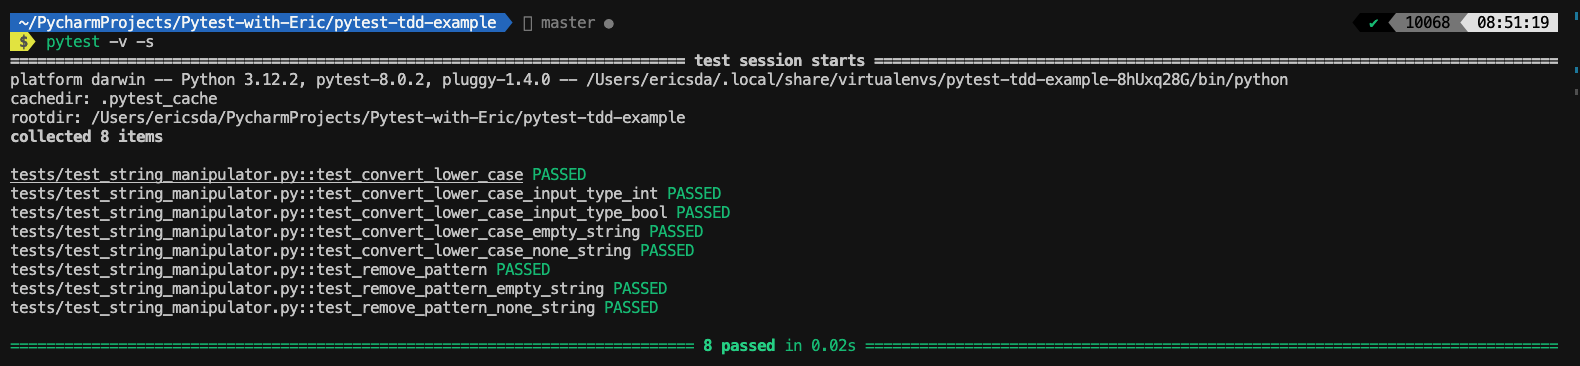 ~/PycharmProjects/Pytest-with-Eric/pytest-tdd-example master ● ✔ 10068 08:51:19
$ pytest -v -s
============================================================================ test session starts =============================================================================
platform darwin -- Python 3.12.2, pytest-8.0.2, pluggy-1.4.0 -- /Users/ericsda/.local/share/virtualenvs/pytest-tdd-example-8hUxq28G/bin/python
cachedir: .pytest_cache
rootdir: /Users/ericsda/PycharmProjects/Pytest-with-Eric/pytest-tdd-example
collected 8 items
tests/test_string_manipulator.py::test_convert_lower_case PASSED
tests/test_string_manipulator.py::test_convert_lower_case_input_type_int PASSED
tests/test_string_manipulator.py::test_convert_lower_case_input_type_bool PASSED
tests/test_string_manipulator.py::test_convert_lower_case_empty_string PASSED
tests/test_string_manipulator.py::test_convert_lower_case_none_string PASSED
tests/test_string_manipulator.py::test_remove_pattern PASSED
tests/test_string_manipulator.py::test_remove_pattern_empty_string PASSED
tests/test_string_manipulator.py::test_remove_pattern_none_string PASSED
============================================================================= 8 passed in 0.02s ==============================================================================